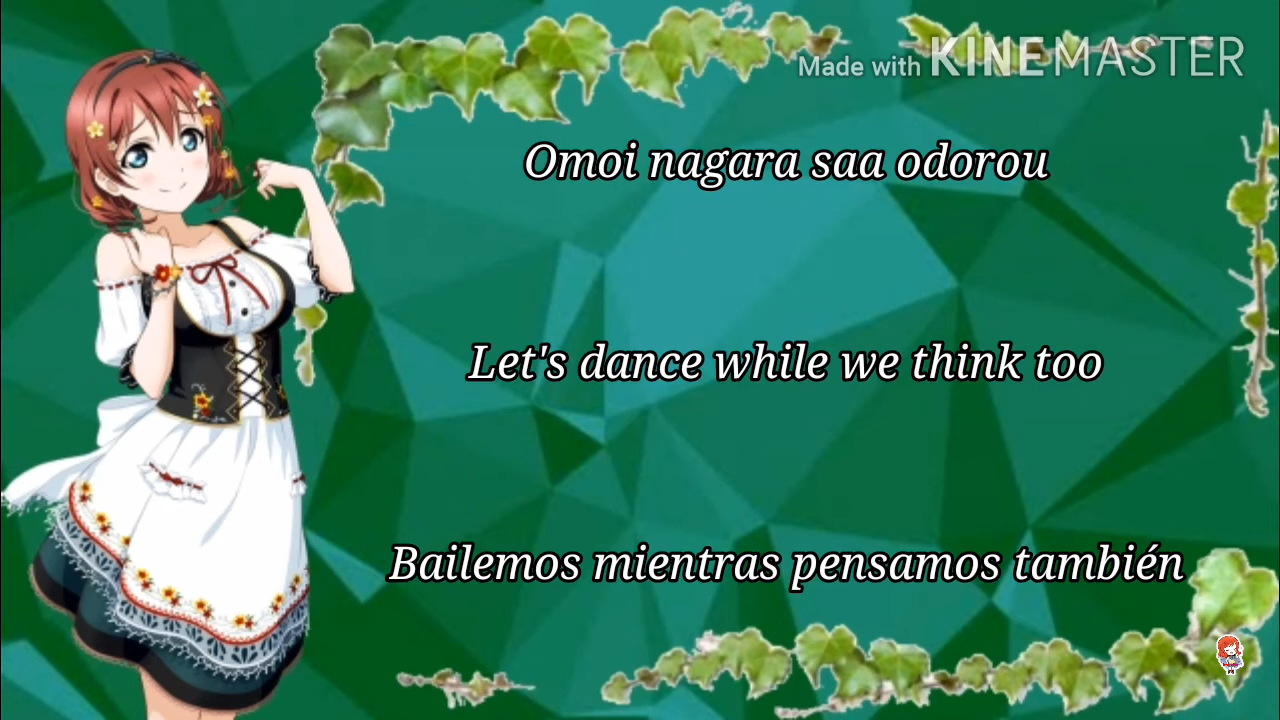 Made with KINEMASTER
Omoi nagara saa odorou
Let's dance while we think too
Bailemos mientras pensamos también